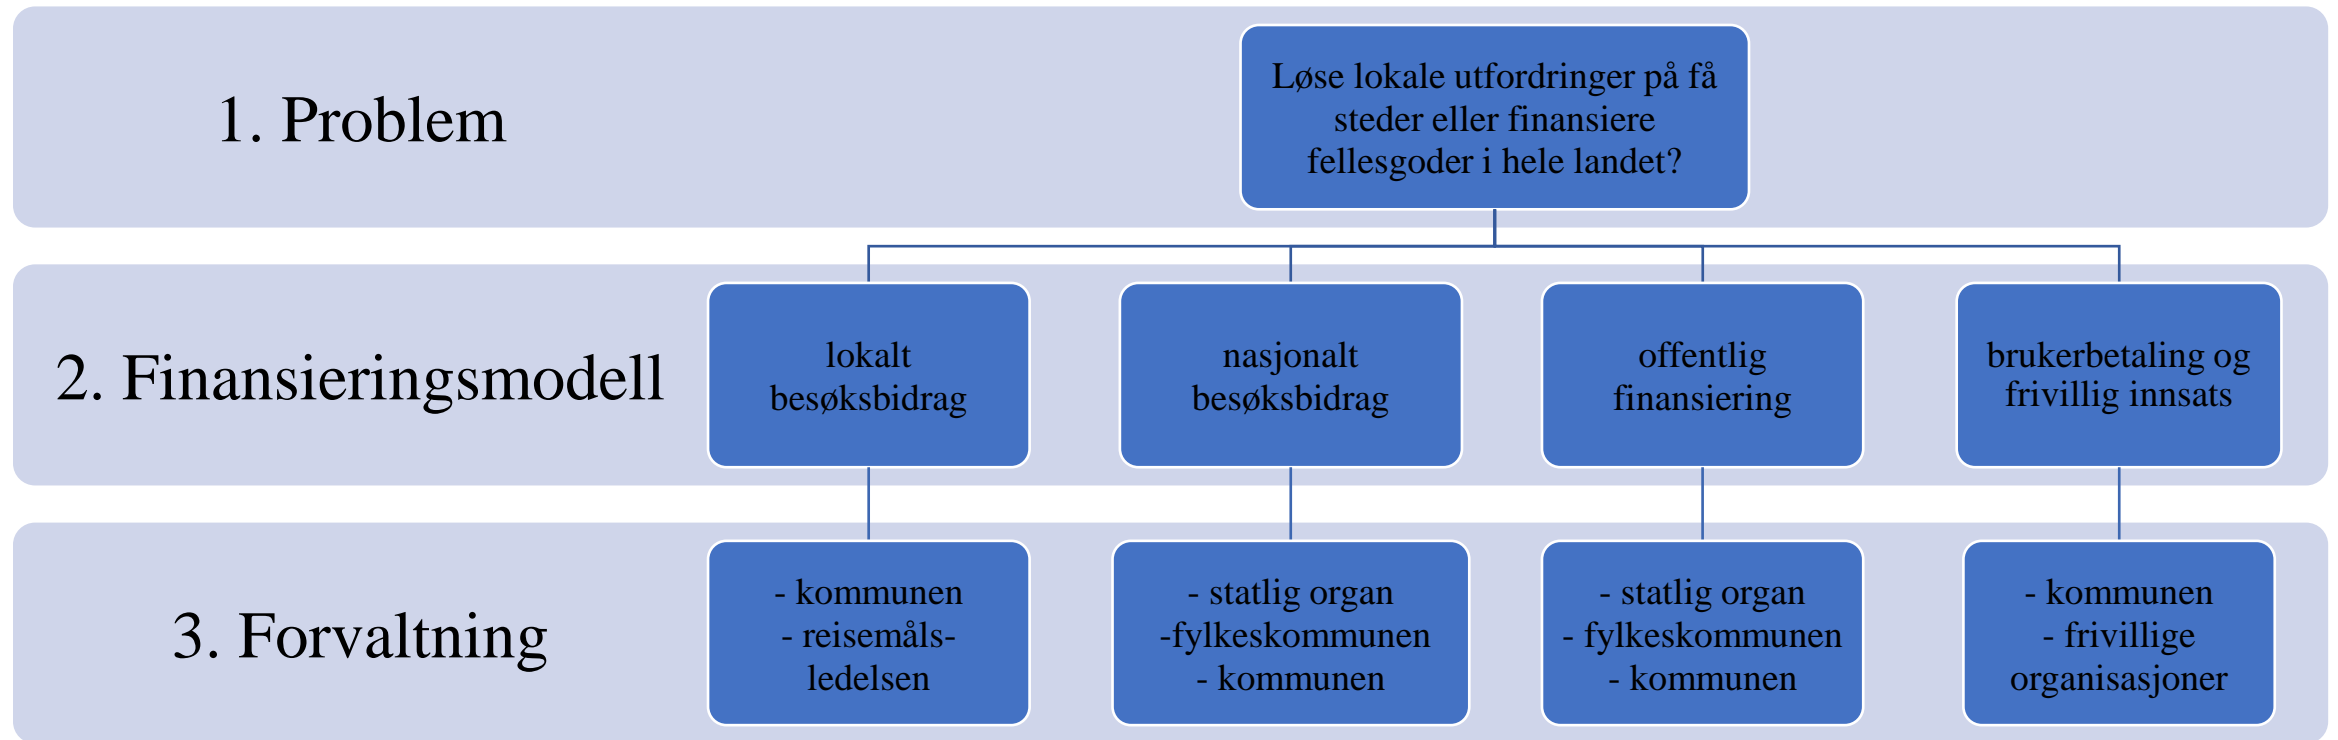 1. Problem
Løse lokale utfordringer på få
steder eller finansiere
fellesgoder i hele landet?
2. Finansieringsmodell
lokalt
besøksbidrag
nasjonalt
besøksbidrag
offentlig
finansiering
brukerbetaling og
frivillig innsats
3. Forvaltning
- kommunen
- reisemåls-
ledelsen
- statlig organ
-fylkeskommunen
- kommunen
- statlig organ
- fylkeskommunen
- kommunen
- kommunen
- frivillige
organisasjoner